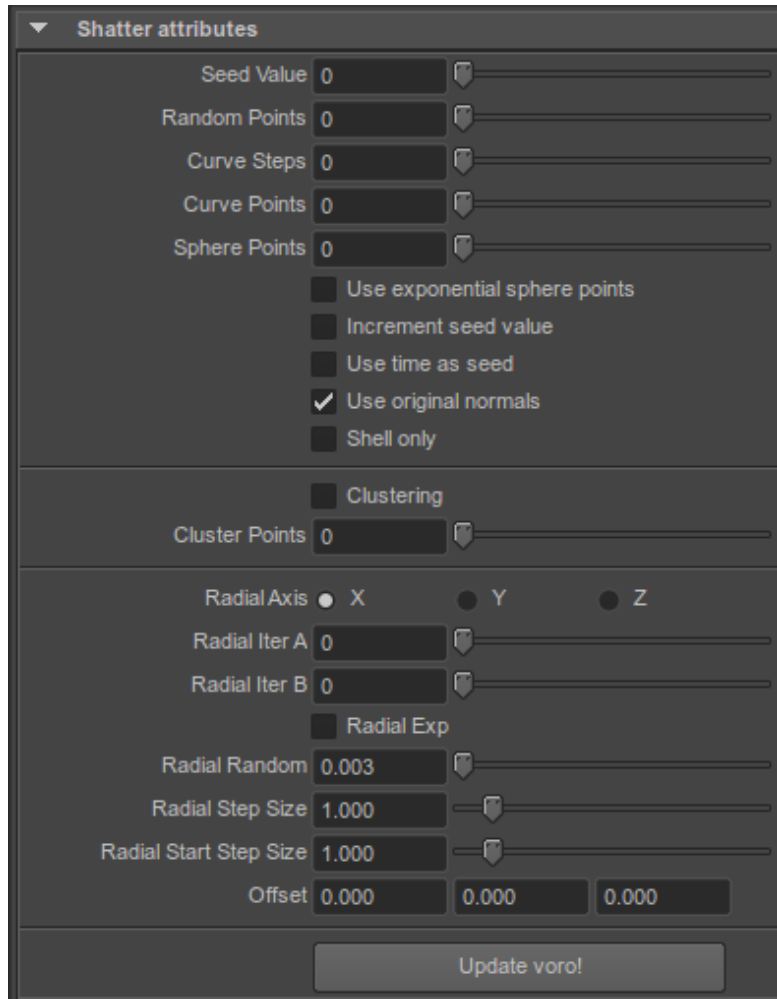 Shatter attributes
Seed Value 0
Random Points 0
Curve Steps 0
Curve Points 0
Sphere Points 0
Use exponential sphere points
Increment seed value
Use time as seed
Use original normals
Shell only
Clustering
Cluster Points 0
Radial Axis X Y Z
Radial Iter A 0
Radial Iter B 0
Radial Exp
Radial Random 0.003
Radial Step Size 1.000
Radial Start Step Size 1.000
Offset 0.000 0.000 0.000
Update voro!